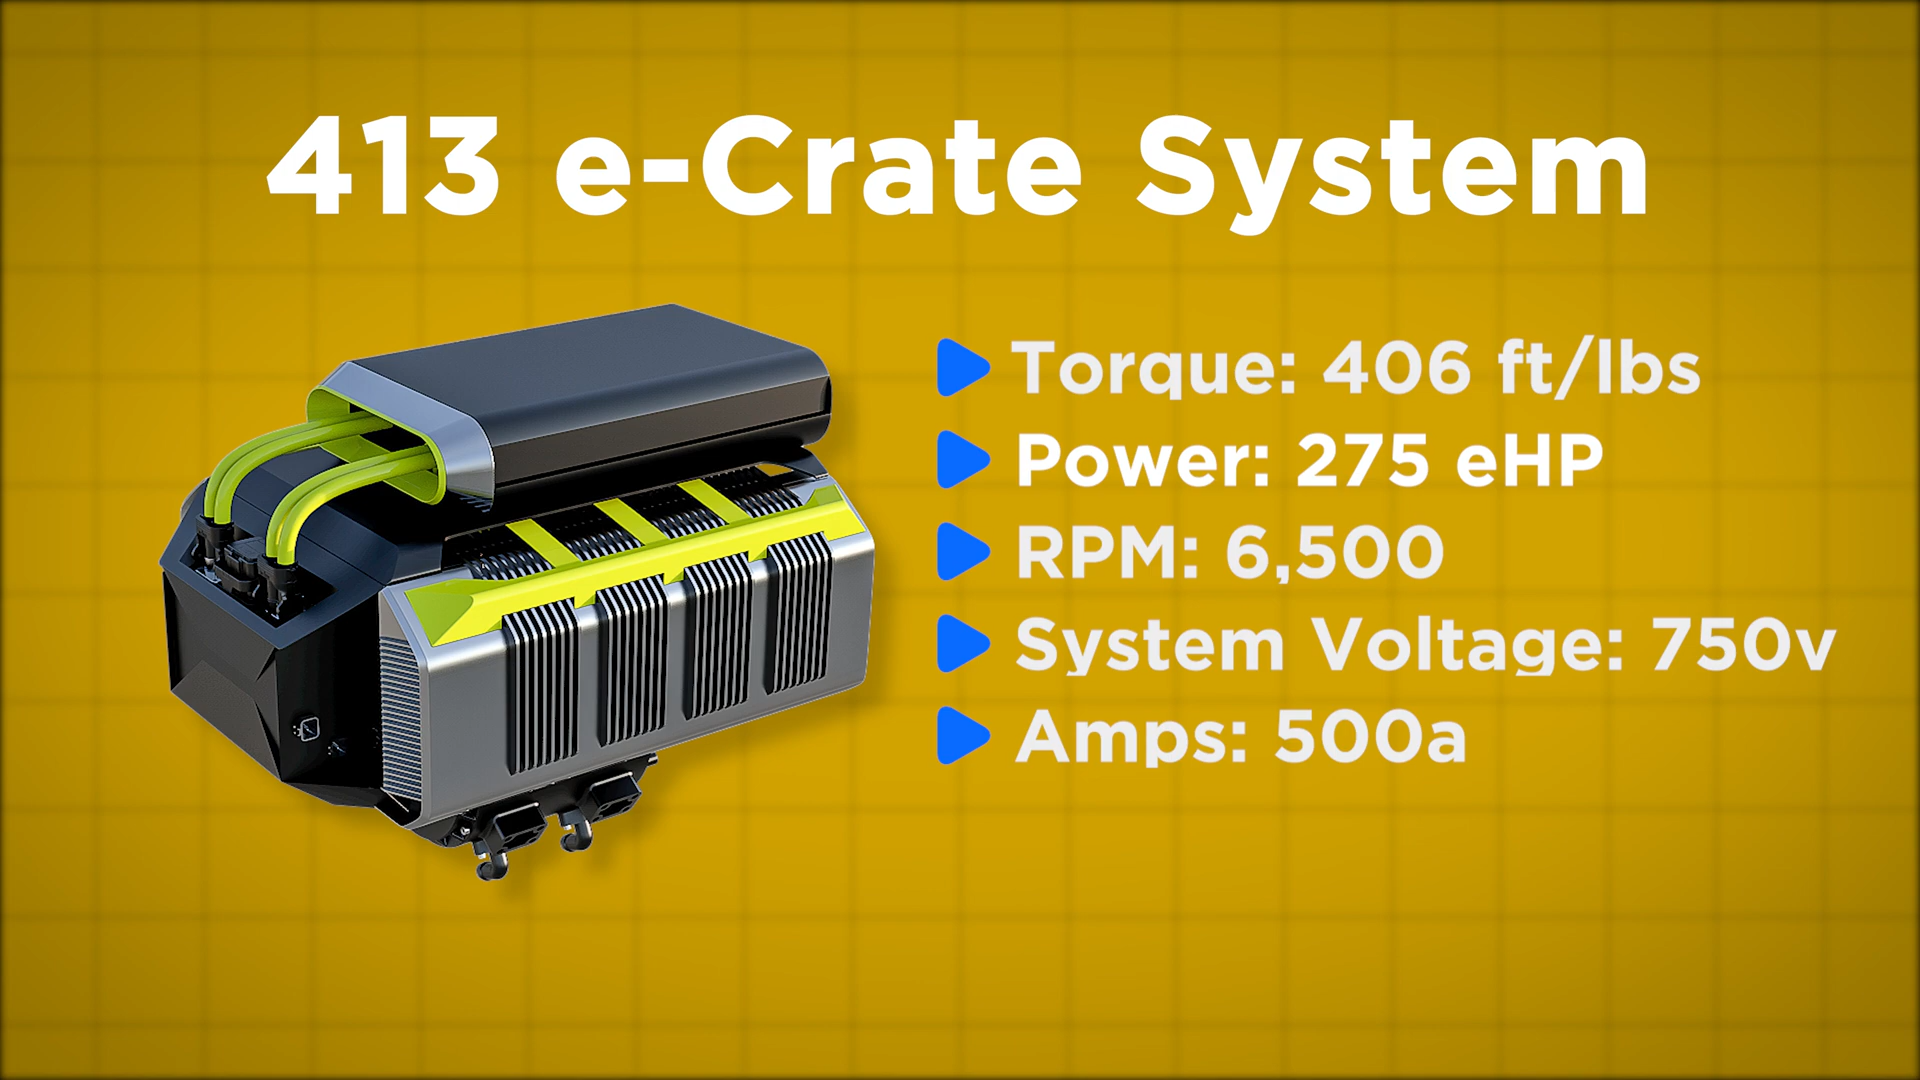 413 e-Crate System
Torque: 406 ft/lbs
Power: 275 eHP
RPM: 6,500
System Voltage: 750v
Amps: 500a